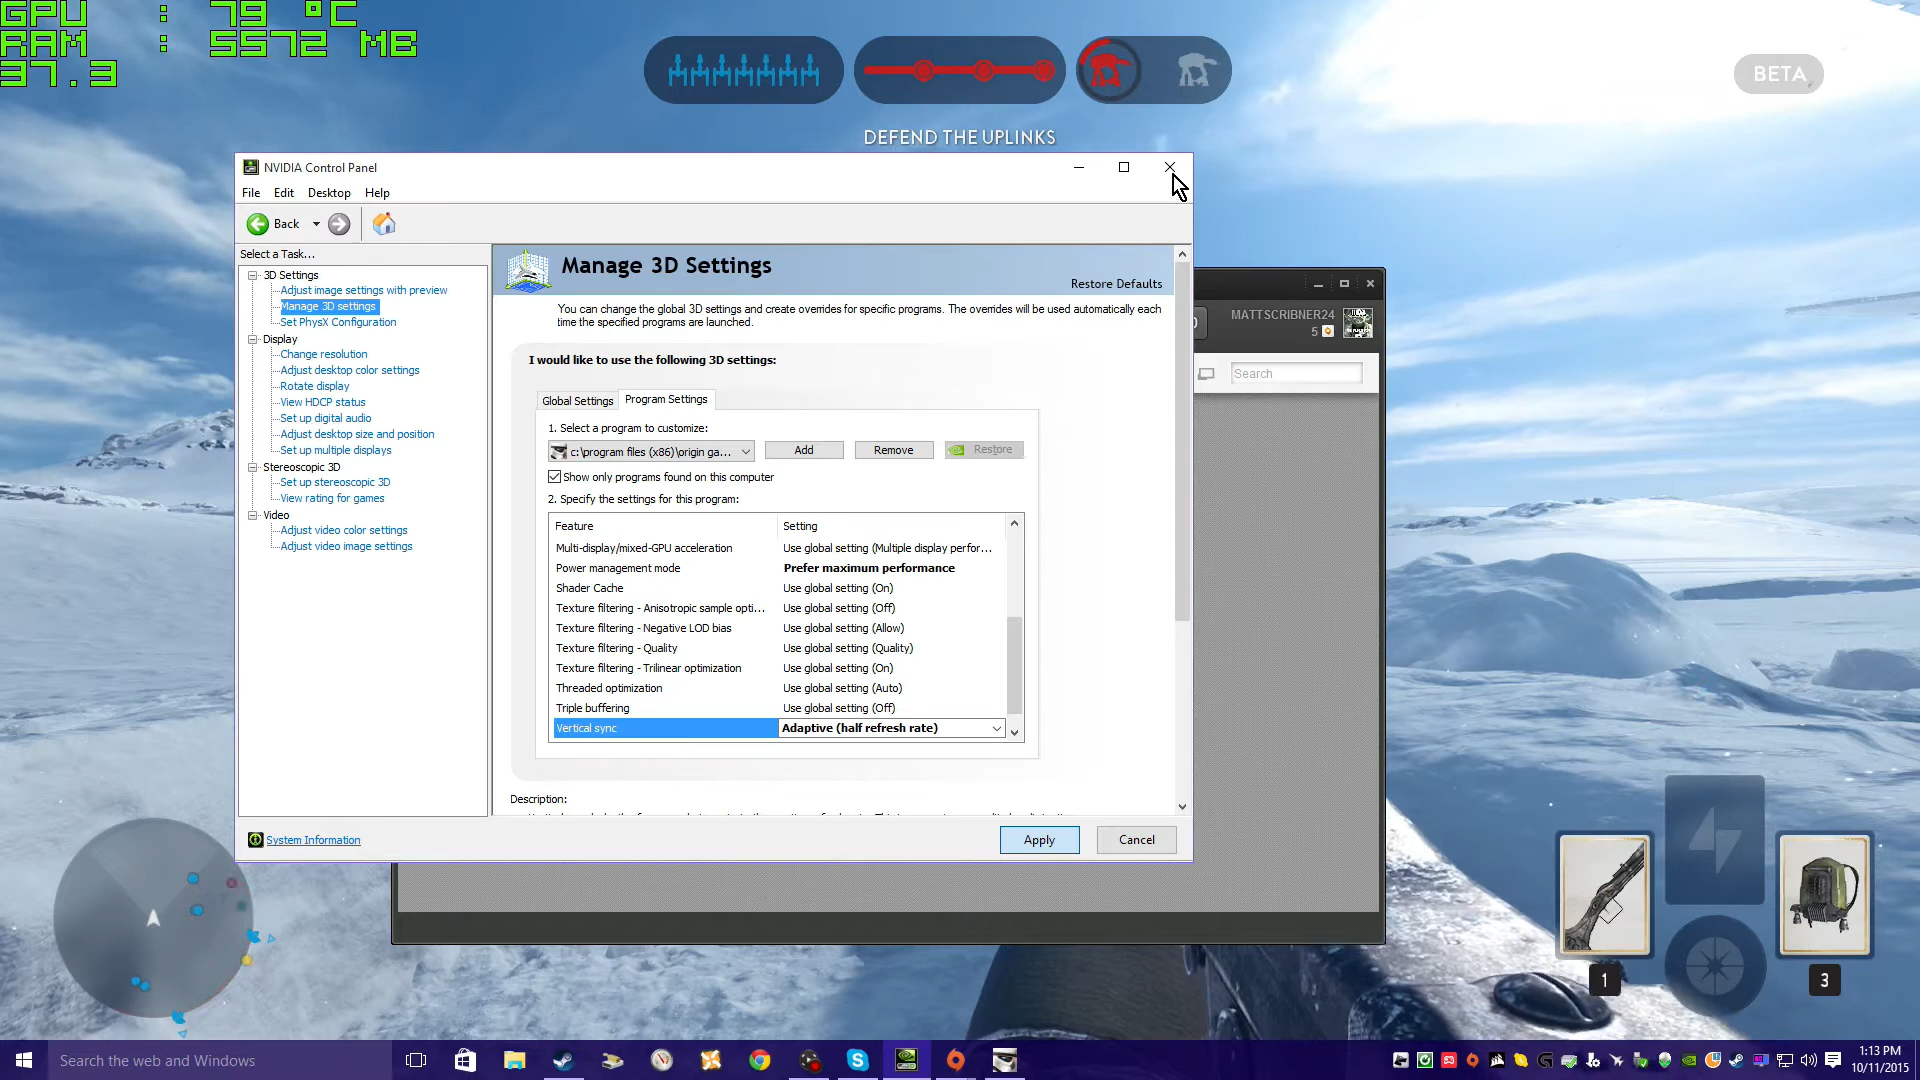 GPU : 79 °C
RAM : 5572 MB
37.3
BETA
DEFEND THE UPLINKS
NVIDIA Control Panel
File Edit Desktop Help
Back
Select a Task...
3D Settings
Adjust image settings with preview
Manage 3D settings
Set PhysX Configuration
Display
Change resolution
Adjust desktop color settings
Rotate display
View HDCP status
Set up digital audio
Adjust desktop size and position
Set up multiple displays
Stereoscopic 3D
Set up stereoscopic 3D
View rating for games
Video
Adjust video color settings
Adjust video image settings
System Information
Manage 3D Settings
Restore Defaults
You can change the global 3D settings and create overrides for specific programs. The overrides will be used automatically each
time the specified programs are launched.
I would like to use the following 3D settings:
Global Settings Program Settings
1. Select a program to customize:
c:\program files (x86)\origin ga... Add Remove Restore
Show only programs found on this computer
2. Specify the settings for this program:
Feature Setting
Multi-display/mixed-GPU acceleration Use global setting (Multiple display perfor...
Power management mode Prefer maximum performance
Shader Cache Use global setting (On)
Texture filtering - Anisotropic sample opti... Use global setting (Off)
Texture filtering - Negative LOD bias Use global setting (Allow)
Texture filtering - Quality Use global setting (Quality)
Texture filtering - Trilinear optimization Use global setting (On)
Threaded optimization Use global setting (Auto)
Triple buffering Use global setting (Off)
Vertical sync Adaptive (half refresh rate)
Description:
Apply Cancel
MATTSCRIBNER24
5
Search
1
3
Search the web and Windows
1:13 PM
10/11/2015